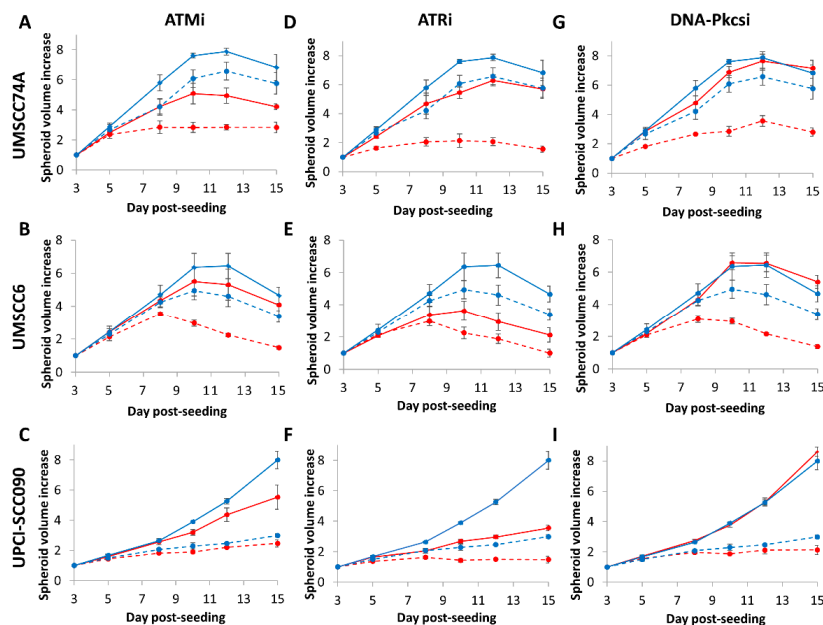 ATMi
ATRi
DNA-Pkcsi
UMSCC74A
A
Spheroid volume increase
8
6
4
2
0
3 5 7 9 11 13 15
Day post-seeding
D
Spheroid volume increase
8
6
4
2
0
3 5 7 9 11 13 15
Day post-seeding
G
Spheroid volume increase
8
6
4
2
0
3 5 7 9 11 13 15
Day post-seeding
UMSCC6
B
Spheroid volume increase
8
6
4
2
0
3 5 7 9 11 13 15
Day post-seeding
E
Spheroid volume increase
8
6
4
2
0
3 5 7 9 11 13 15
Day post-seeding
H
Spheroid volume increase
8
6
4
2
0
3 5 7 9 11 13 15
Day post-seeding
UPCI-SCC090
C
Spheroid volume increase
8
6
4
2
0
3 5 7 9 11 13 15
Day post-seeding
F
Spheroid volume increase
8
6
4
2
0
3 5 7 9 11 13 15
Day post-seeding
I
Spheroid volume increase
8
6
4
2
0
3 5 7 9 11 13 15
Day post-seeding